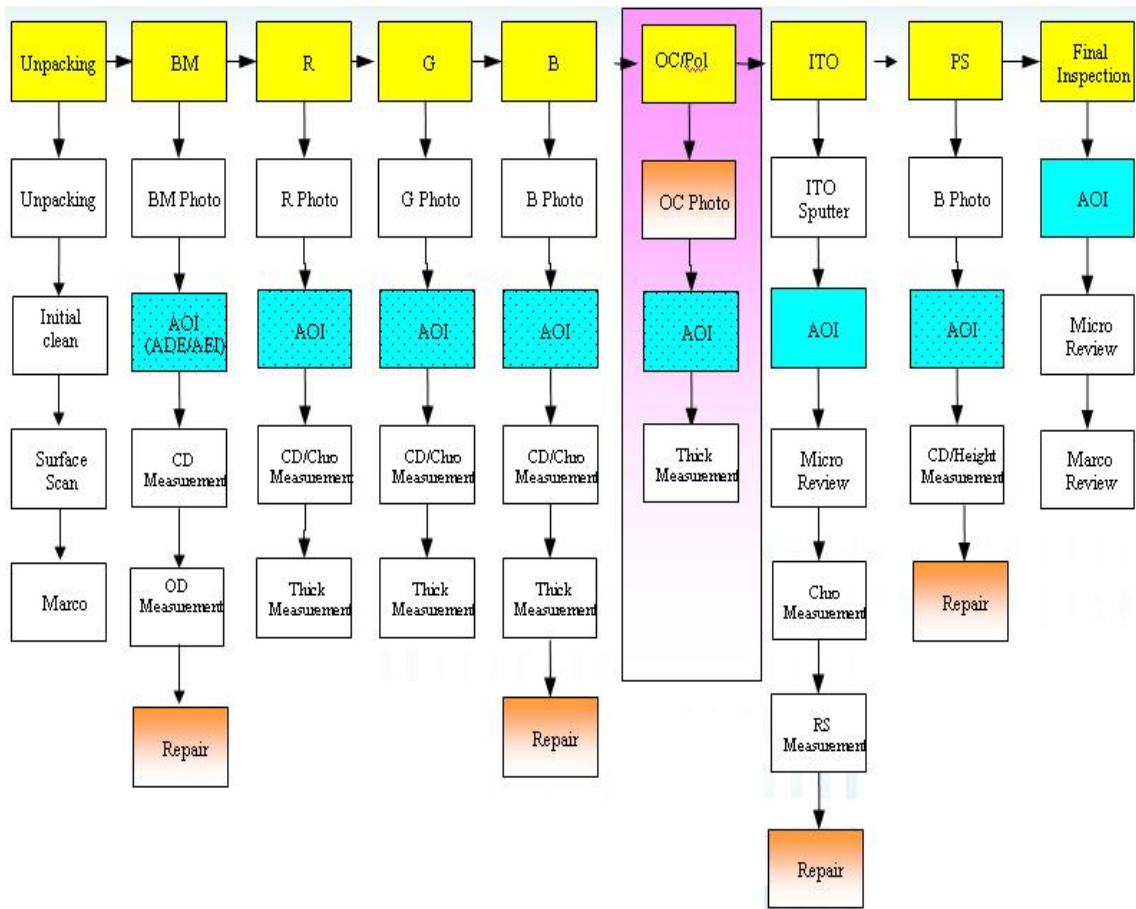 Unpacking
BM
R
G
B
OC/Pol
ITO
PS
Final
Inspection
Unpacking
BM Photo
R Photo
G Photo
B Photo
OC Photo
ITO
Sputter
B Photo
AOI
Initial
clean
AOI
(ADE/AEI)
AOI
AOI
AOI
AOI
AOI
AOI
Micro
Review
Surface
Scan
CD
Measurement
CD/Chro
Measurement
CD/Chro
Measurement
CD/Chro
Measurement
Thick
Measurement
Micro
Review
CD/Height
Measurement
Marco
Review
Marco
OD
Measurement
Thick
Measurement
Thick
Measurement
Thick
Measurement
Chro
Measurement
Repair
Repair
Repair
RS
Measurement
Repair